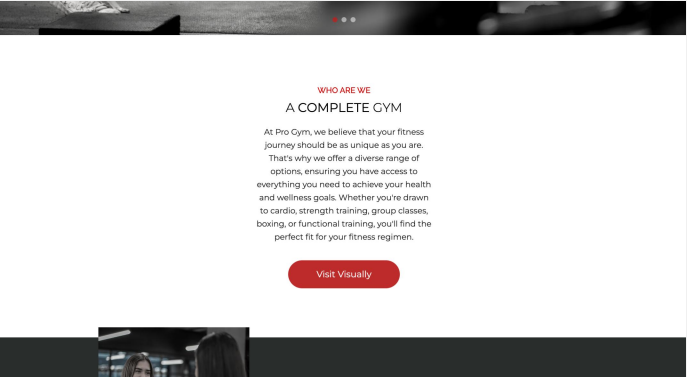 WHO ARE WE
A COMPLETE GYM
At Pro Gym, we believe that your fitness
journey should be as unique as you are.
That's why we offer a diverse range of
options, ensuring you have access to
everything you need to achieve your health
and wellness goals. Whether you're drawn
to cardio, strength training, group classes,
boxing, or functional training, you'll find the
perfect fit for your fitness regimen.
Visit Visually